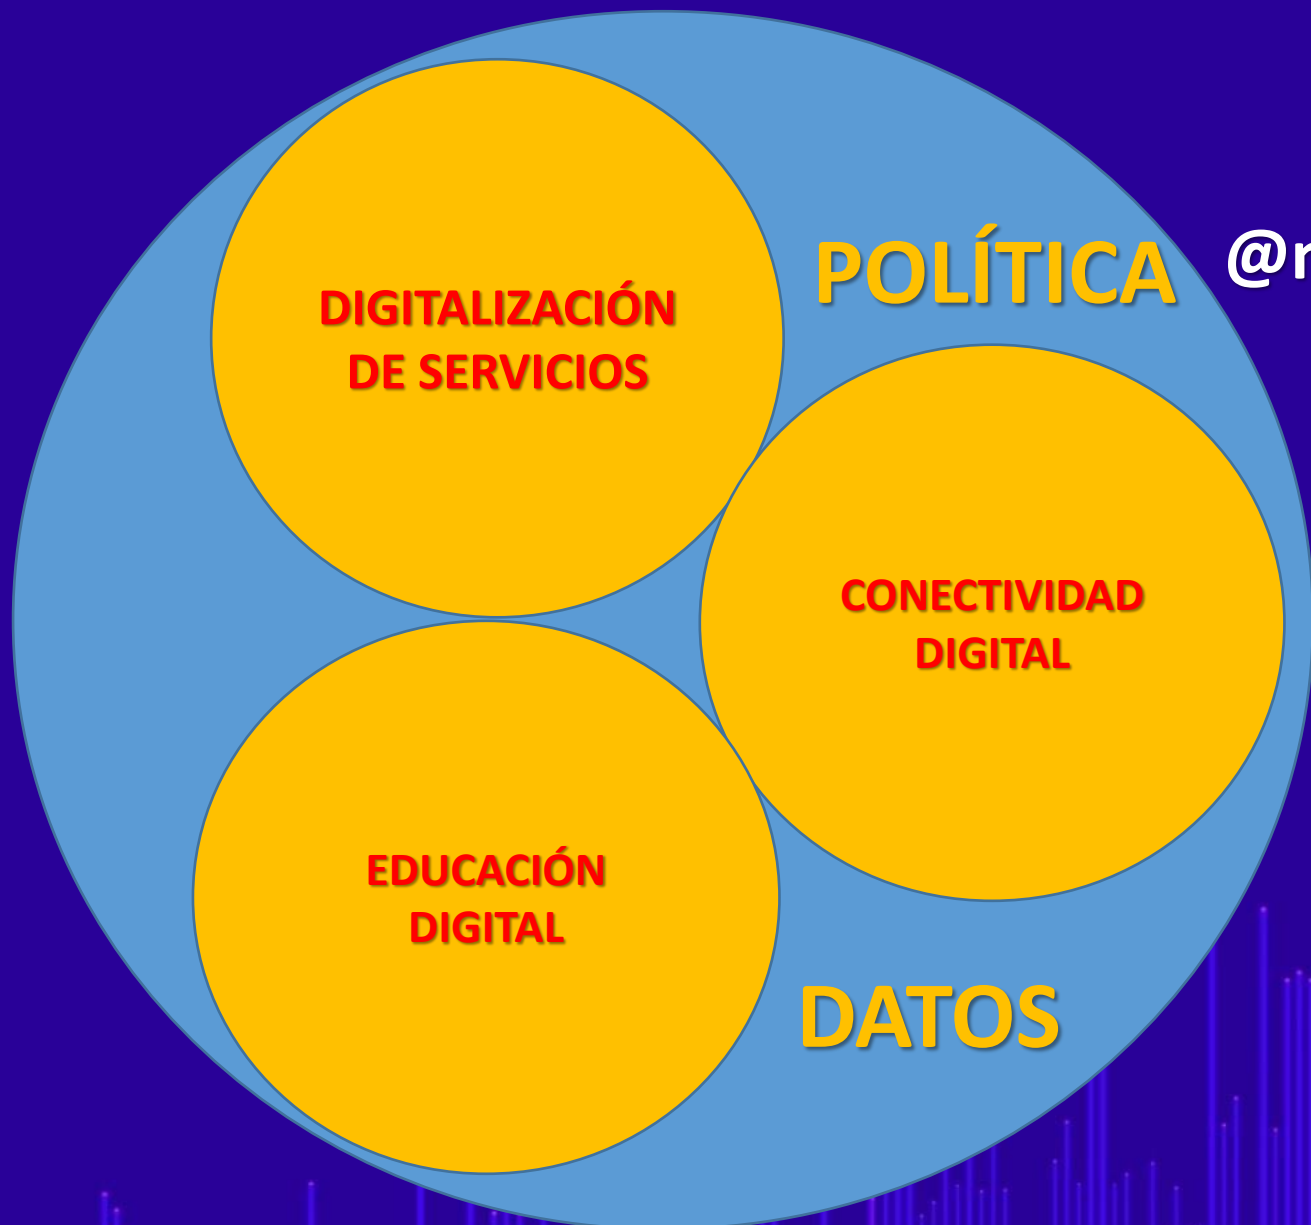 DIGITALIZACIÓN
DE SERVICIOS
POLÍTICA
CONECTIVIDAD
DIGITAL
EDUCACIÓN
DIGITAL
DATOS